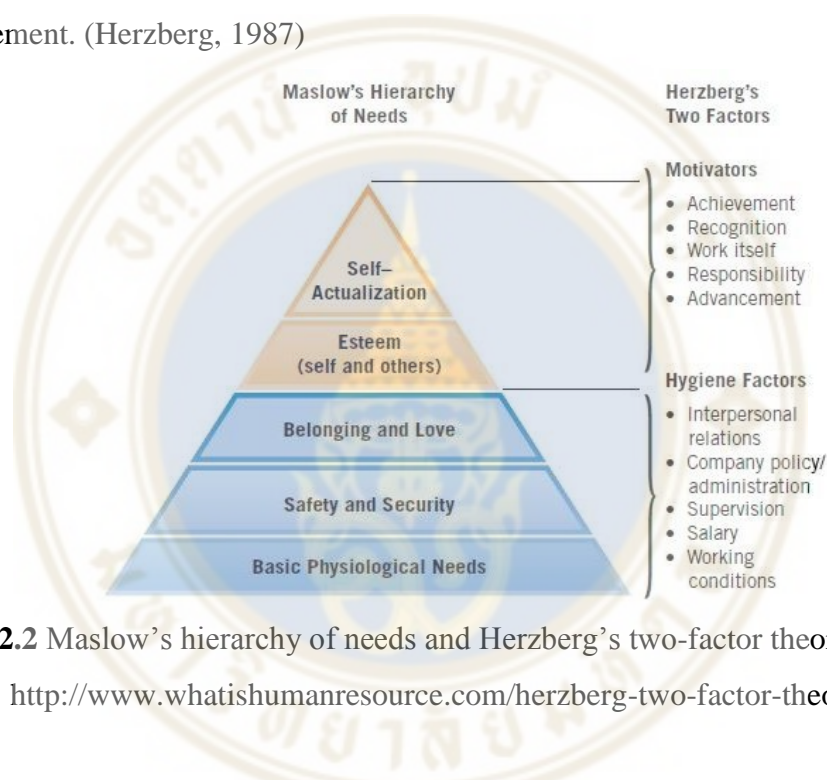 ement. (Herzberg, 1987)
Maslow's Hierarchy
of Needs
Herzberg's
Two Factors
Self–
Actualization
Esteem
(self and others)
Belonging and Love
Safety and Security
Basic Physiological Needs
Motivators
• Achievement
• Recognition
• Work itself
• Responsibility
• Advancement
Hygiene Factors
• Interpersonal
relations
• Company policy/
administration
• Supervision
• Salary
• Working
conditions
2.2 Maslow's hierarchy of needs and Herzberg's two-factor theo
http://www.whatishumanresource.com/herzberg-two-factor-theo